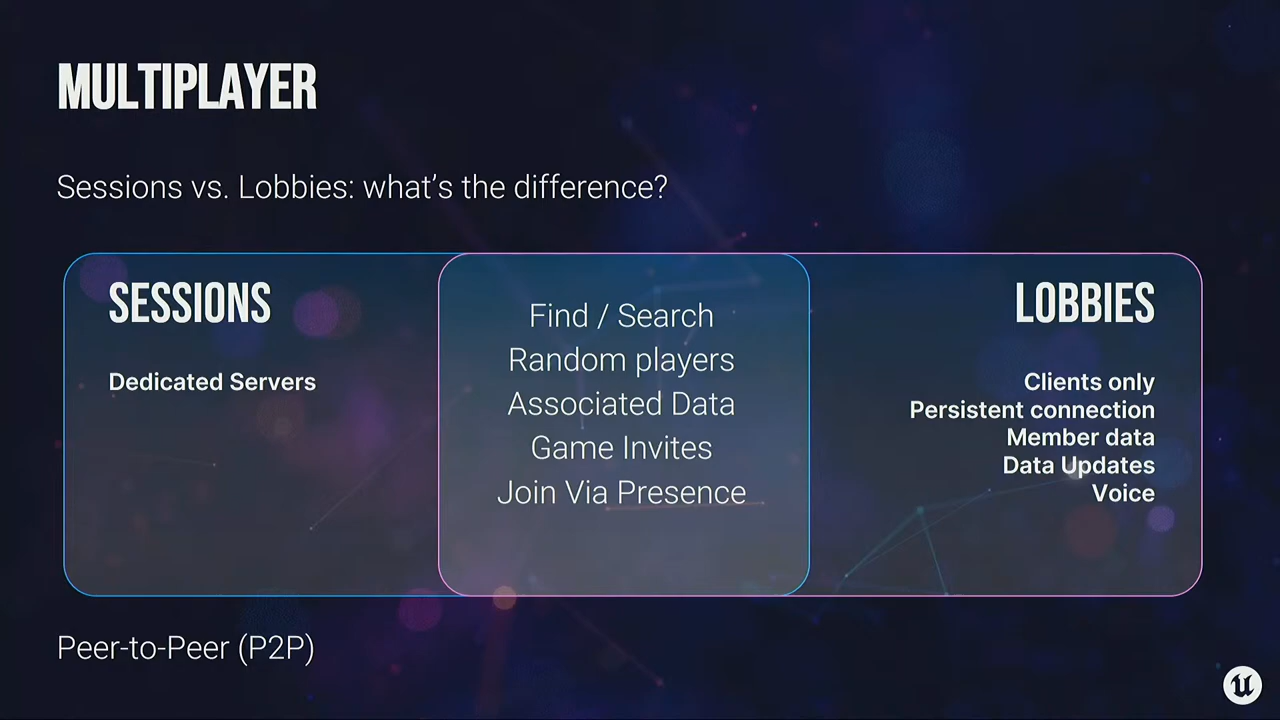 MULTIPLAYER
Sessions vs. Lobbies: what's the difference?
SESSIONS
Dedicated Servers
Find / Search
Random players
Associated Data
Game Invites
Join Via Presence
LOBBIES
Clients only
Persistent connection
Member data
Data Updates
Voice
Peer-to-Peer (P2P)